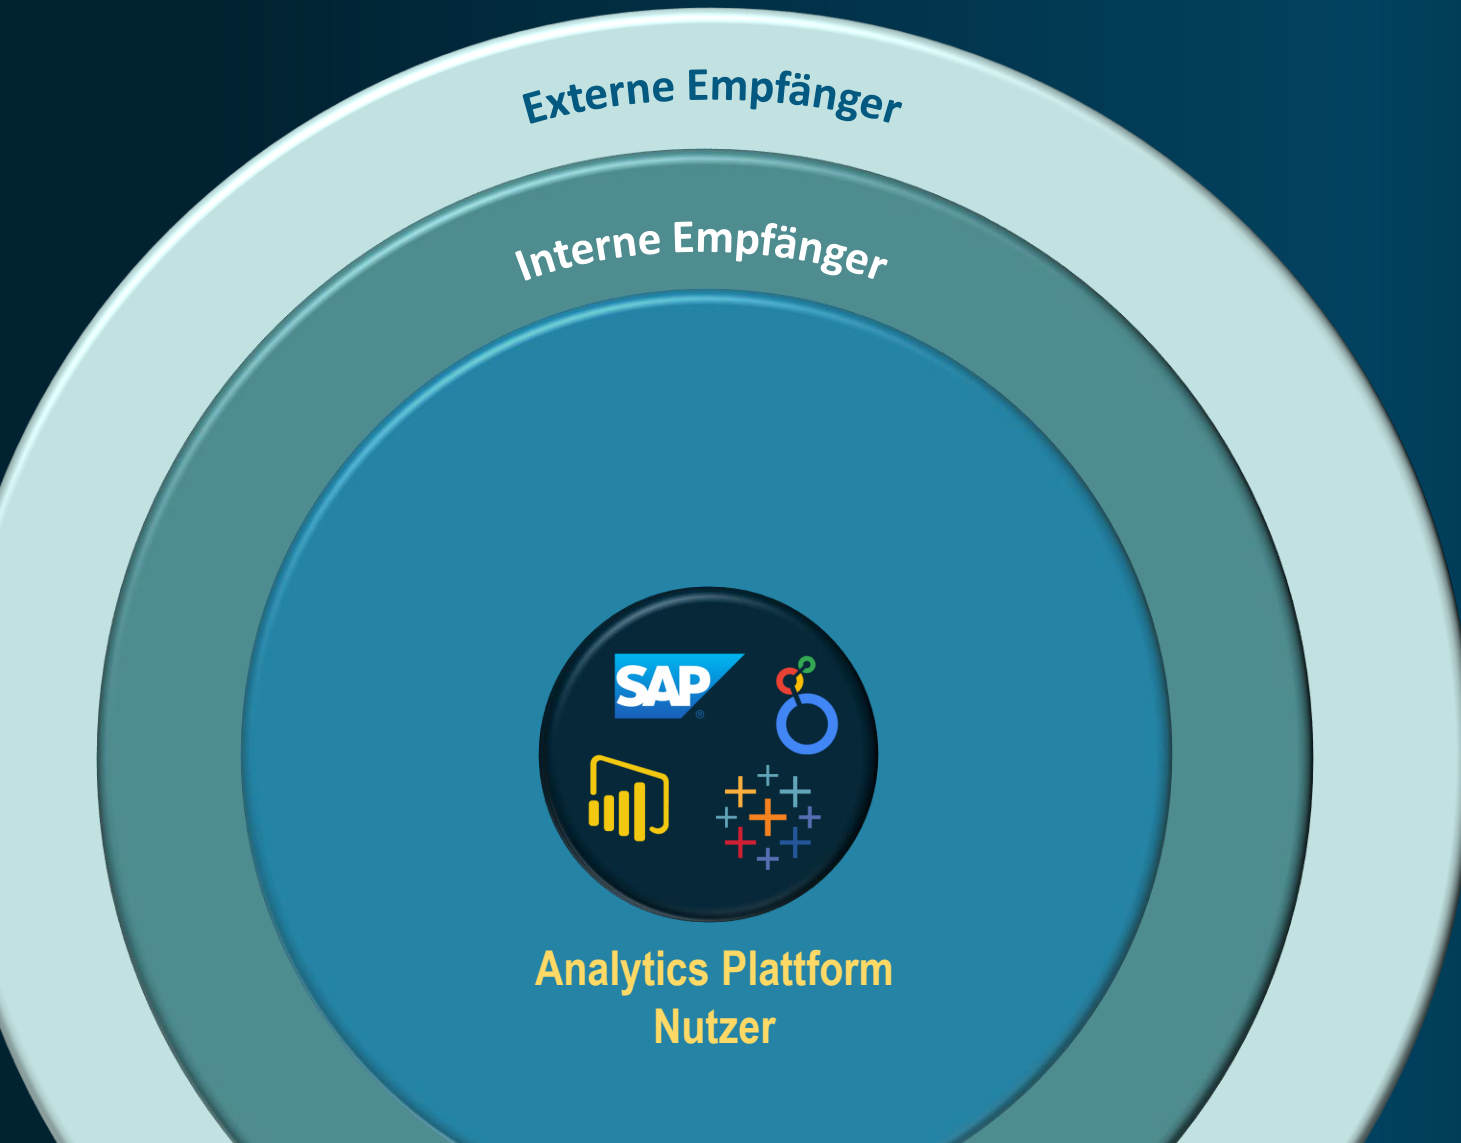 Externe Empfänger
Interne Empfänger
SAP
®
Analytics Plattform
Nutzer